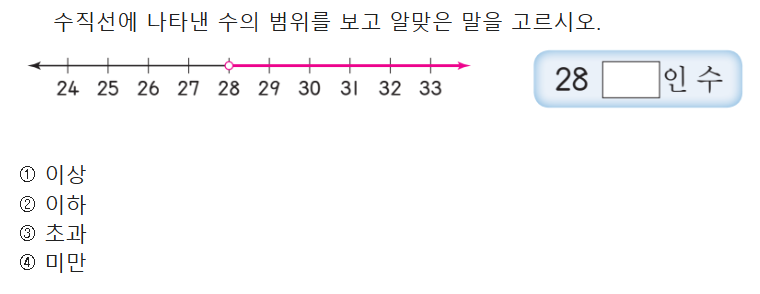 수직선에 나타낸 수의 범위를 보고 알맞은 말을 고르시오.
24 25 26 27 28 29 30 31 32 33
28 인 수
① 이상
② 이하
③ 초과
④ 미만